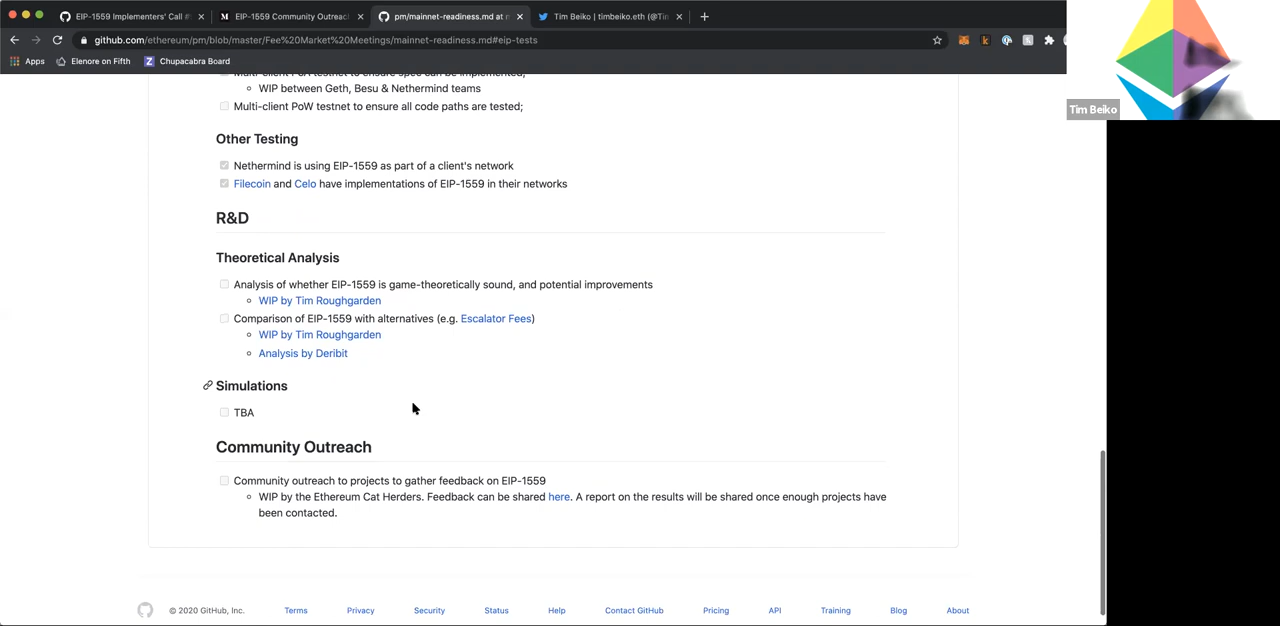 EIP-1559 Implementers' Call #
EIP-1559 Community Outreac
pm/mainnet-readiness.md at m
Tim Beiko | timbeiko.eth (@Tim
github.com/ethereum/pm/blob/master/Fee%20Market%20Meetings/mainnet-readiness.md#eip-tests
Apps
Elenore on Fifth
Chupacabra Board
Tim Beiko
WIP between Geth, Besu & Nethermind teams
Multi-client PoW testnet to ensure all code paths are tested;
Other Testing
Nethermind is using EIP-1559 as part of a client's network
Filecoin and Celo have implementations of EIP-1559 in their networks
R&D
Theoretical Analysis
Analysis of whether EIP-1559 is game-theoretically sound, and potential improvements
WIP by Tim Roughgarden
Comparison of EIP-1559 with alternatives (e.g. Escalator Fees)
WIP by Tim Roughgarden
Analysis by Deribit
Simulations
TBA
Community Outreach
Community outreach to projects to gather feedback on EIP-1559
WIP by the Ethereum Cat Herders. Feedback can be shared here. A report on the results will be shared once enough projects have
been contacted.
© 2020 GitHub, Inc.
Terms
Privacy
Security
Status
Help
Contact GitHub
Pricing
API
Training
Blog
About